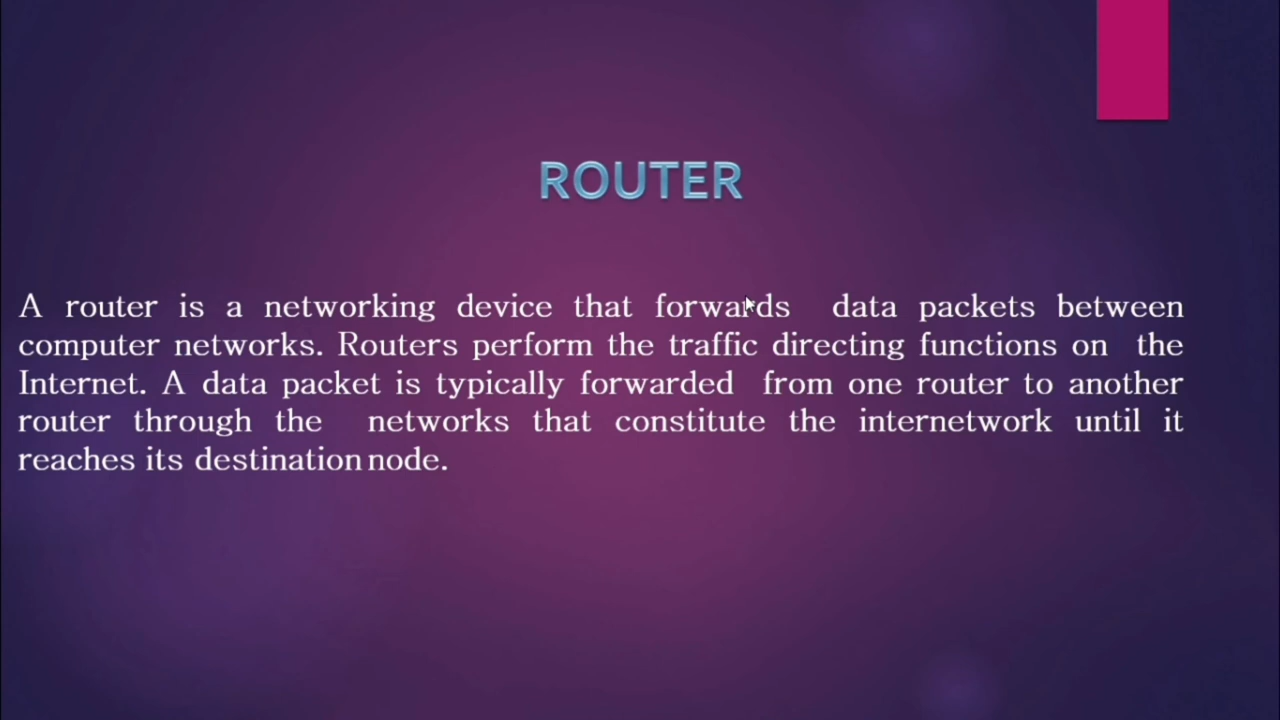 ROUTER
A router is a networking device that forwards data packets between
computer networks. Routers perform the traffic directing functions on the
Internet. A data packet is typically forwarded from one router to another
router through the networks that constitute the internetwork until it
reaches its destination node.